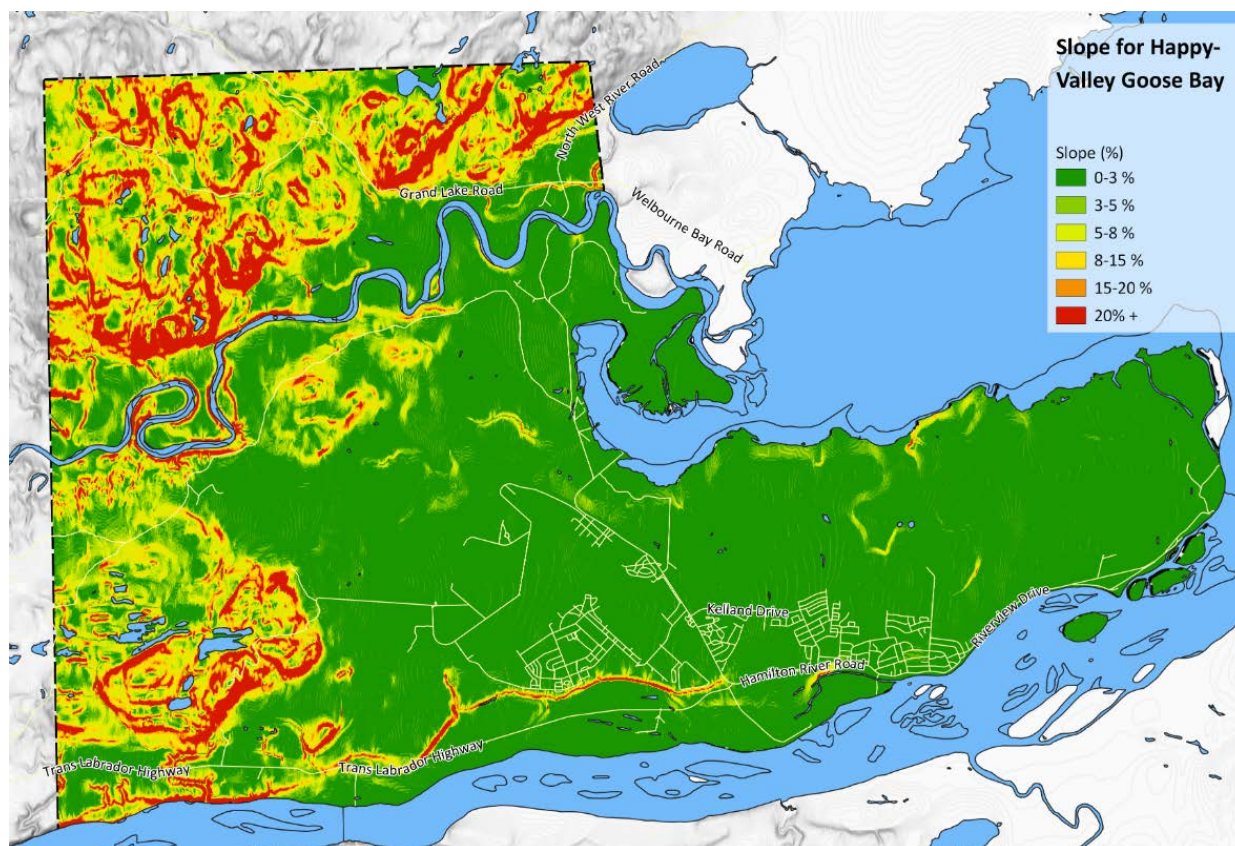 Slope for Happy-
Valley Goose Bay
Slope (%)
0-3 %
3-5 %
5-8 %
8-15 %
15-20 %
20% +
North West River Road
Grand Lake Road
Welbourne Bay Road
Kelland Drive
Riverview Drive
Hamilton River Road
Trans Labrador Highway
Trans Labrador Highway